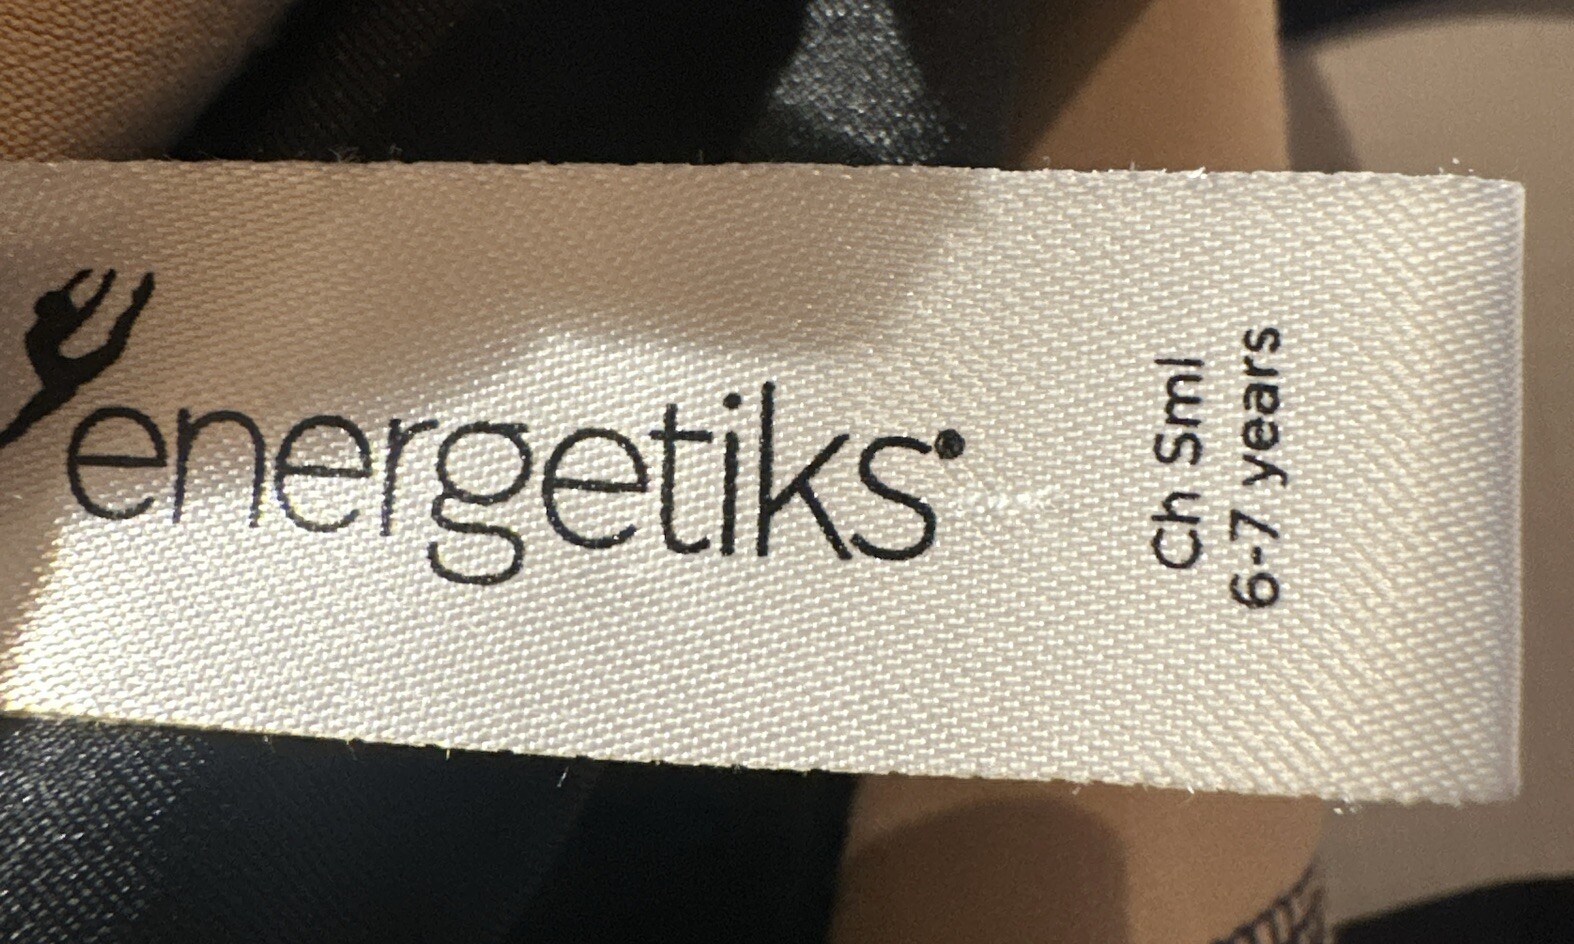 energetiks®
Ch Sml
6-7 years